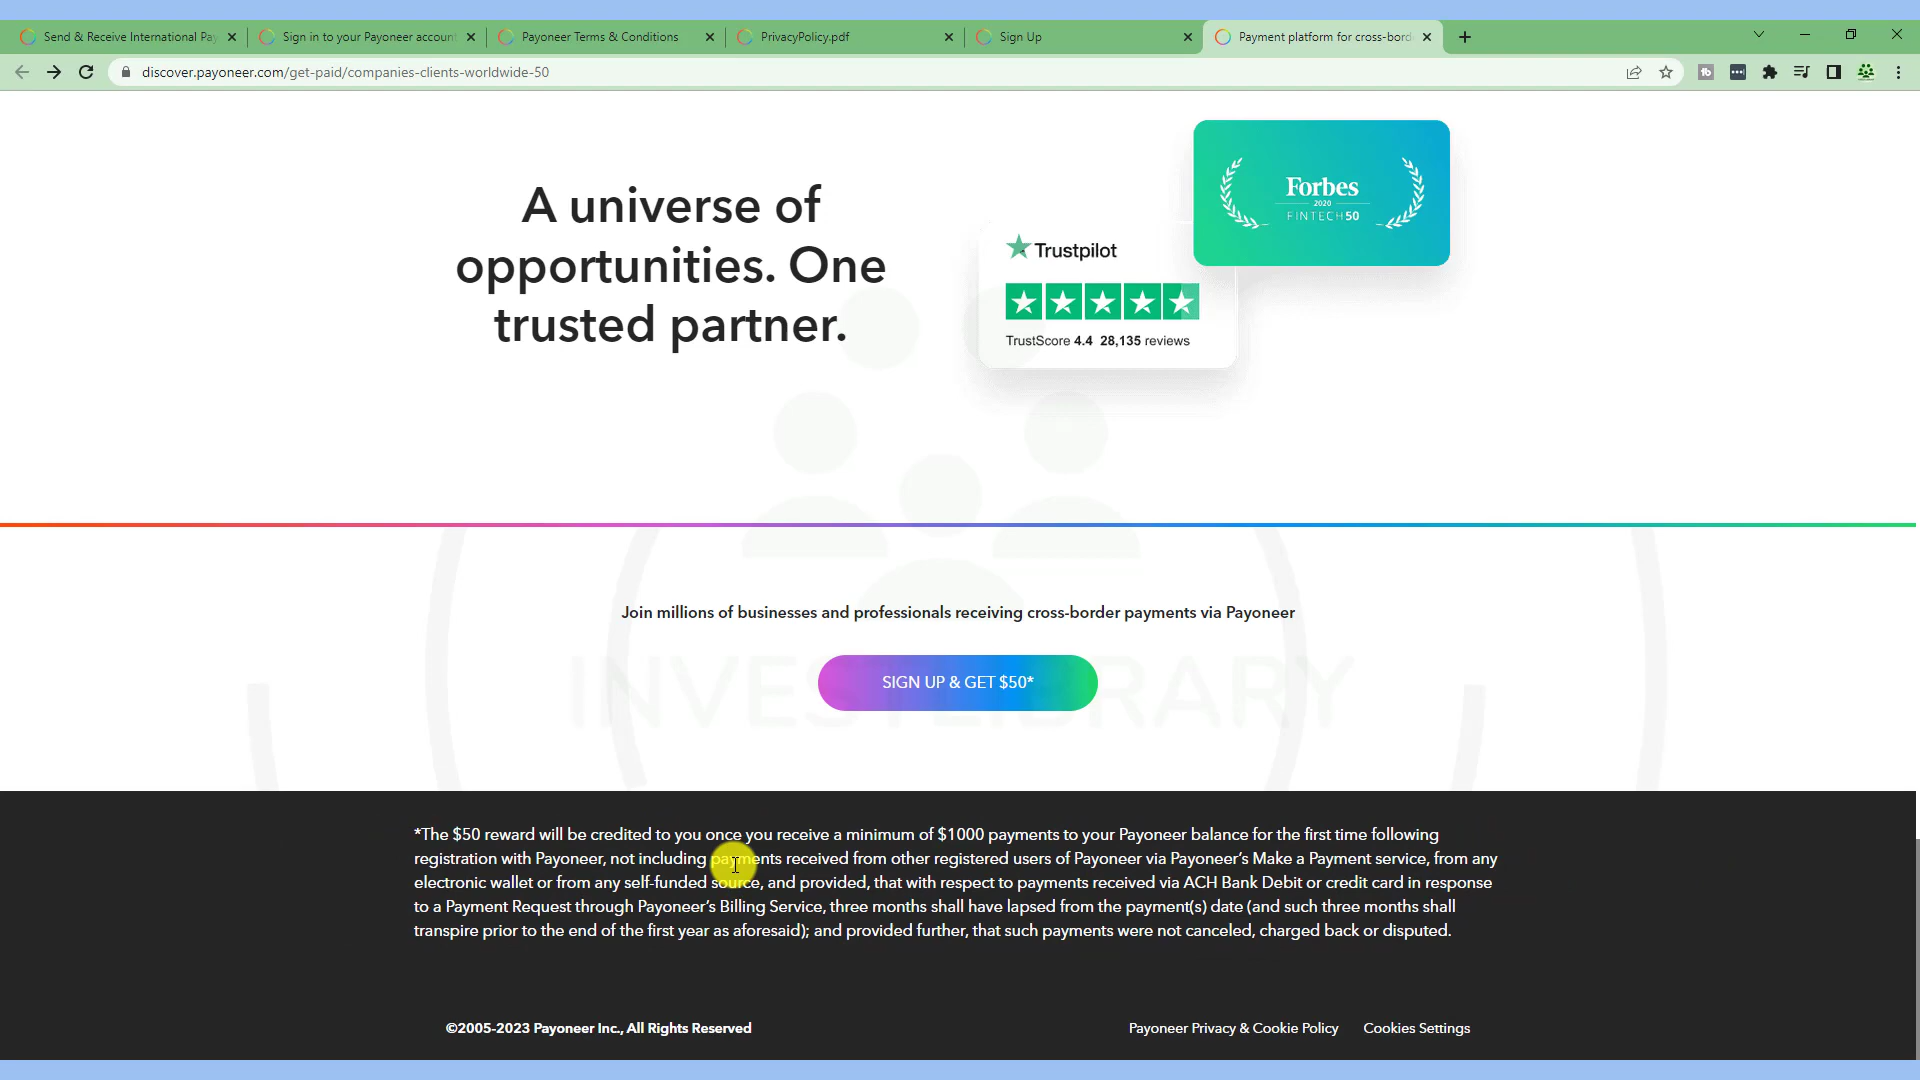 Send & Receive International Pay
Sign in to your Payoneer account
Payoneer Terms & Conditions
PrivacyPolicy.pdf
Sign Up
Payment platform for cross-bord
discover.payoneer.com/get-paid/companies-clients-worldwide-50
A universe of
opportunities. One
trusted partner.
Forbes
2020
FINTECH50
Trustpilot
TrustScore 4.4 28,135 reviews
Join millions of businesses and professionals receiving cross-border payments via Payoneer
SIGN UP & GET $50*
INVESTLIBRARY
*The $50 reward will be credited to you once you receive a minimum of $1000 payments to your Payoneer balance for the first time following
registration with Payoneer, not including payments received from other registered users of Payoneer via Payoneer’s Make a Payment service, from any
electronic wallet or from any self-funded source, and provided, that with respect to payments received via ACH Bank Debit or credit card in response
to a Payment Request through Payoneer’s Billing Service, three months shall have lapsed from the payment(s) date (and such three months shall
transpire prior to the end of the first year as aforesaid); and provided further, that such payments were not canceled, charged back or disputed.
©2005-2023 Payoneer Inc., All Rights Reserved
Payoneer Privacy & Cookie Policy
Cookies Settings